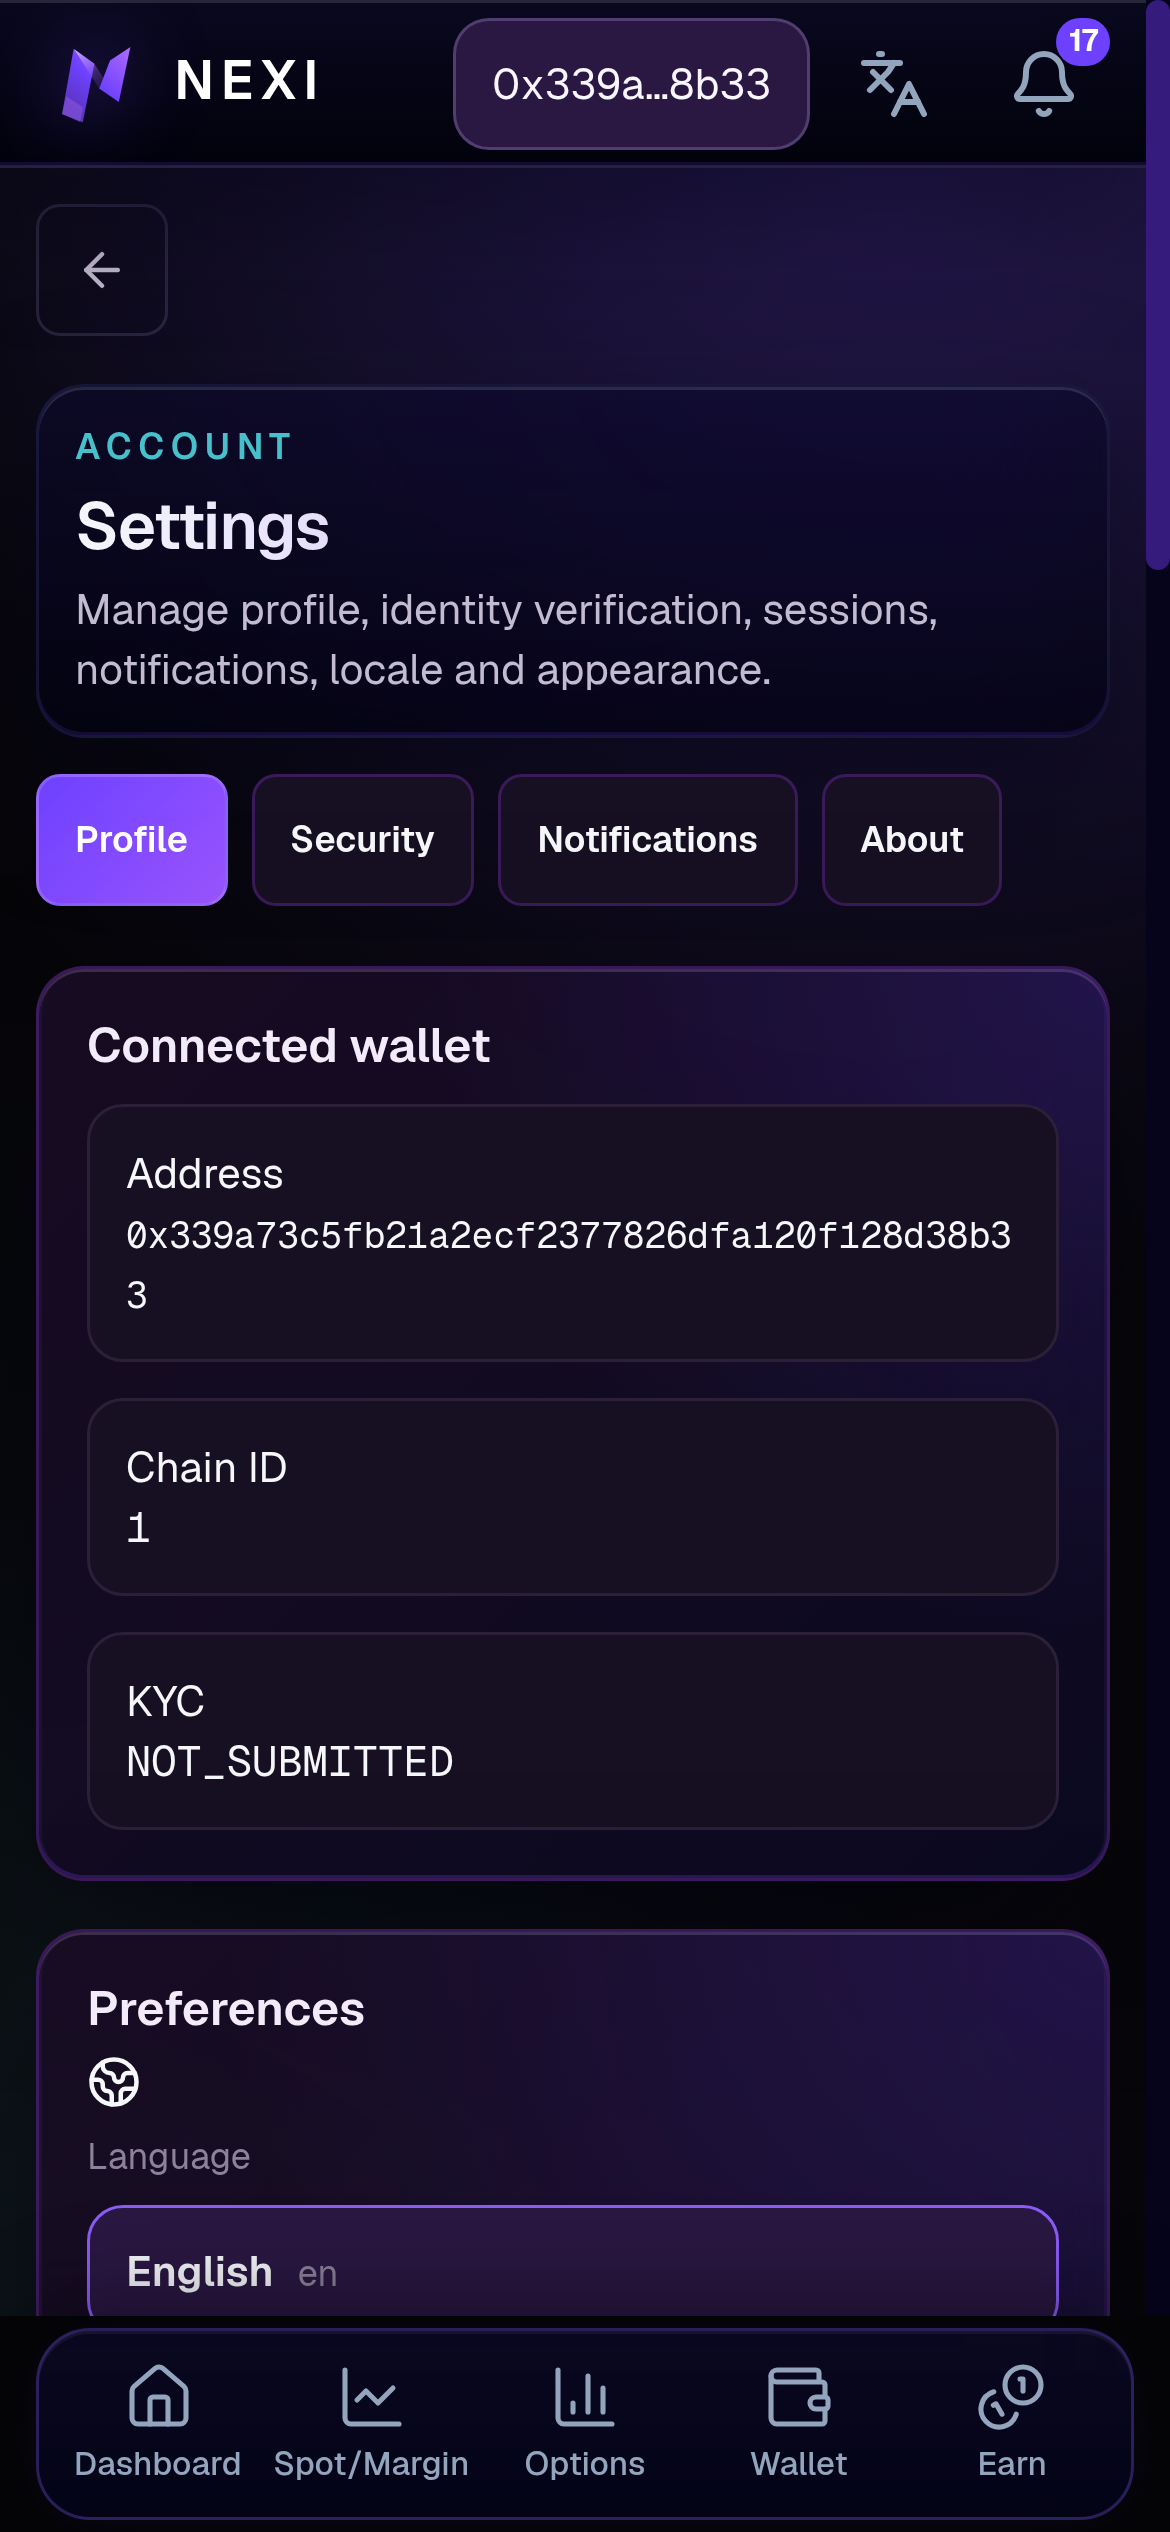 NEXI
0x339a...8b33
17
ACCOUNT
Settings
Manage profile, identity verification, sessions,
notifications, locale and appearance.
Profile
Security
Notifications
About
Connected wallet
Address
0x339a73c5fb21a2ecf2377826dfa120f128d38b3
3
Chain ID
1
KYC
NOT_SUBMITTED
Preferences
Language
English en
Dashboard
Spot/Margin
Options
Wallet
Earn